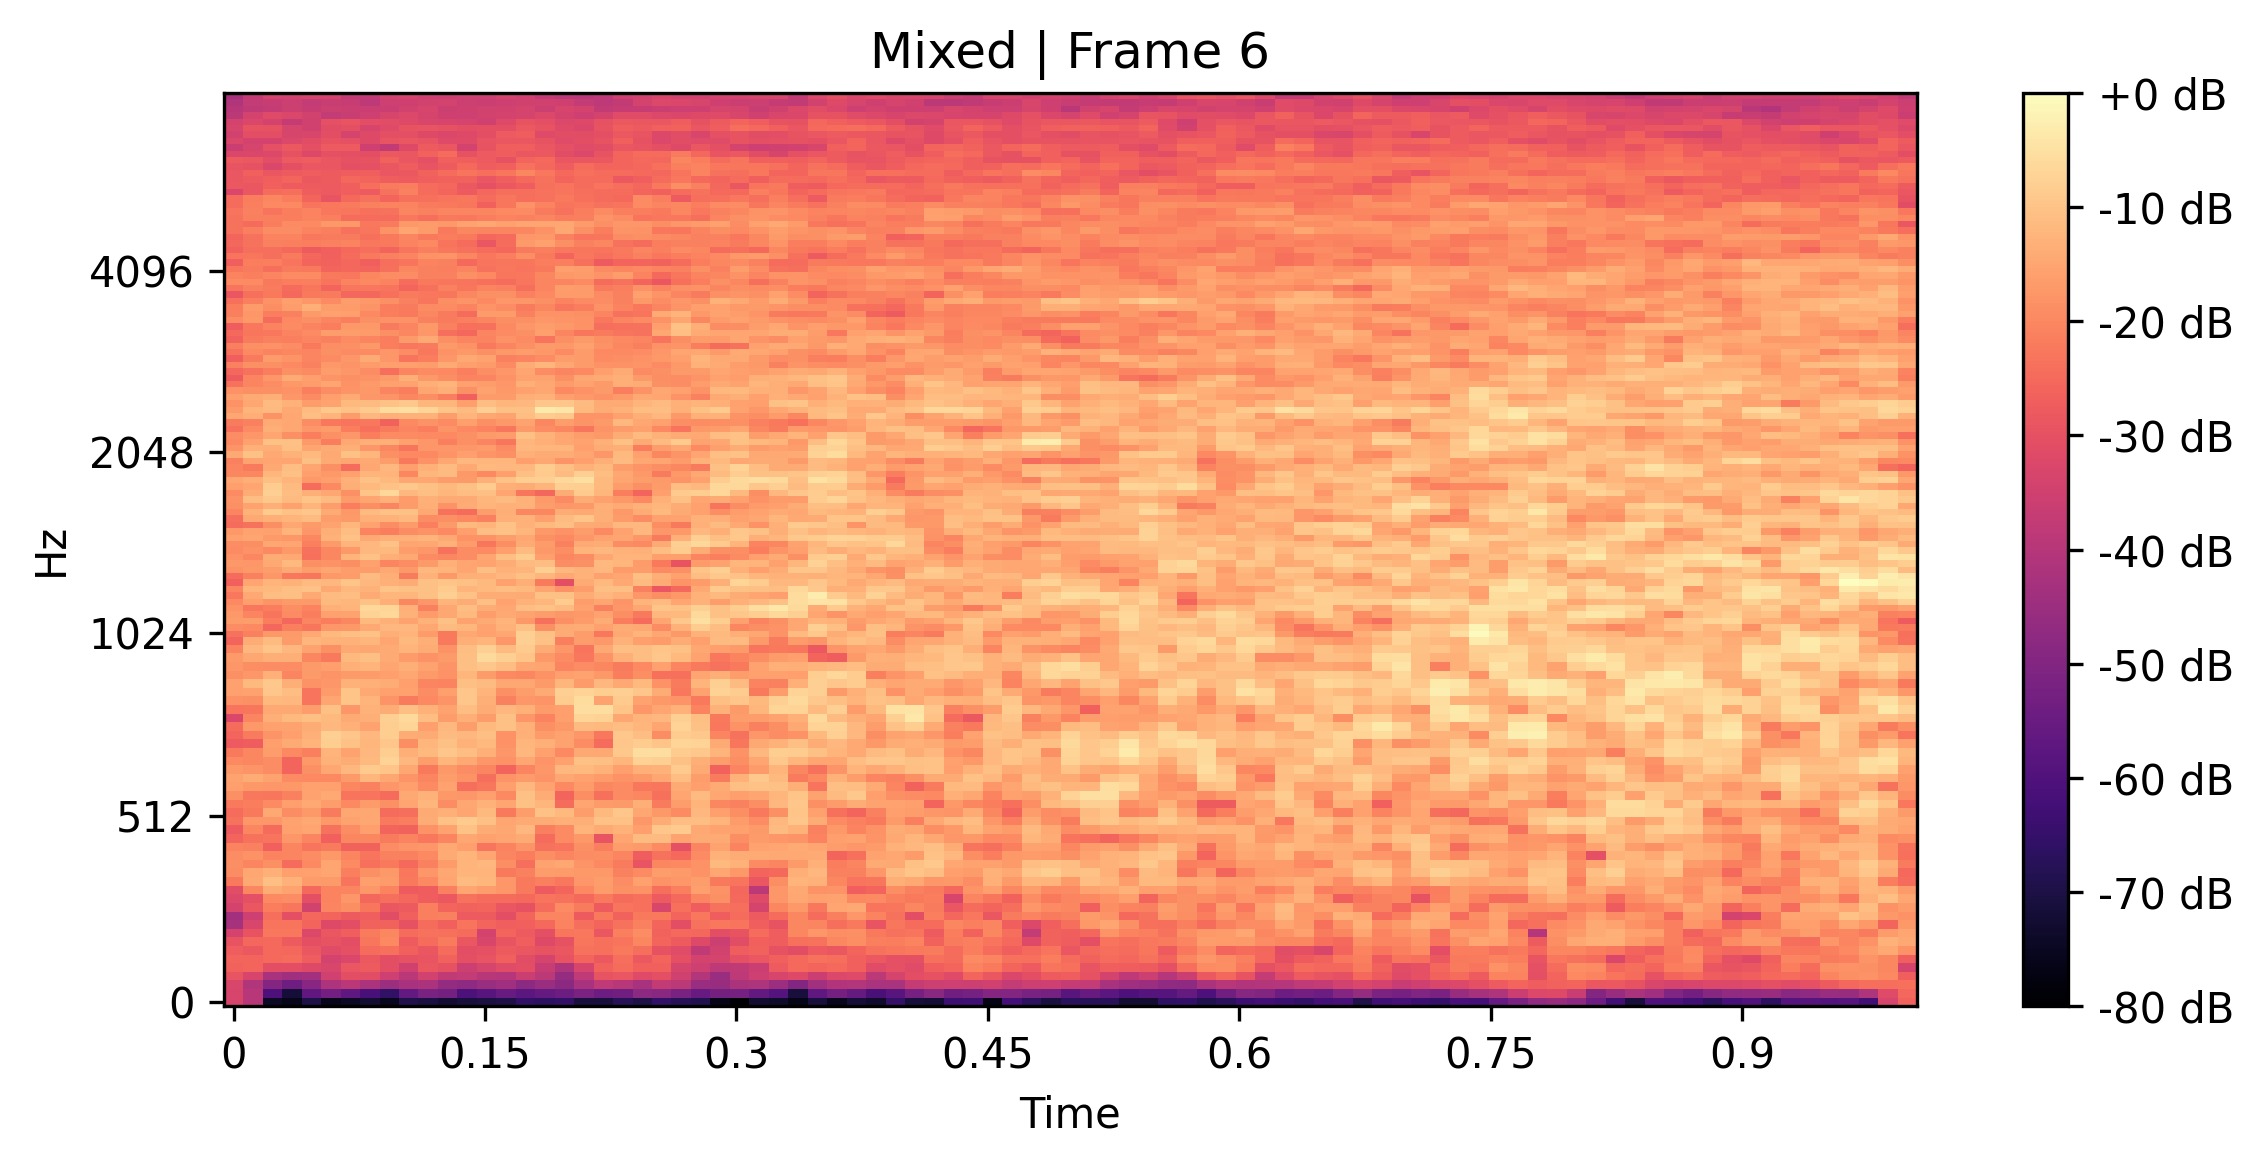 Mixed | Frame 6
+0 dB
-10 dB
4096
-20 dB
-30 dB
2048
-40 dB
Hz
1024
-50 dB
-60 dB
512
-70 dB
0
-80 dB
0 0.15 0.3 0.45 0.6 0.75 0.9
Time